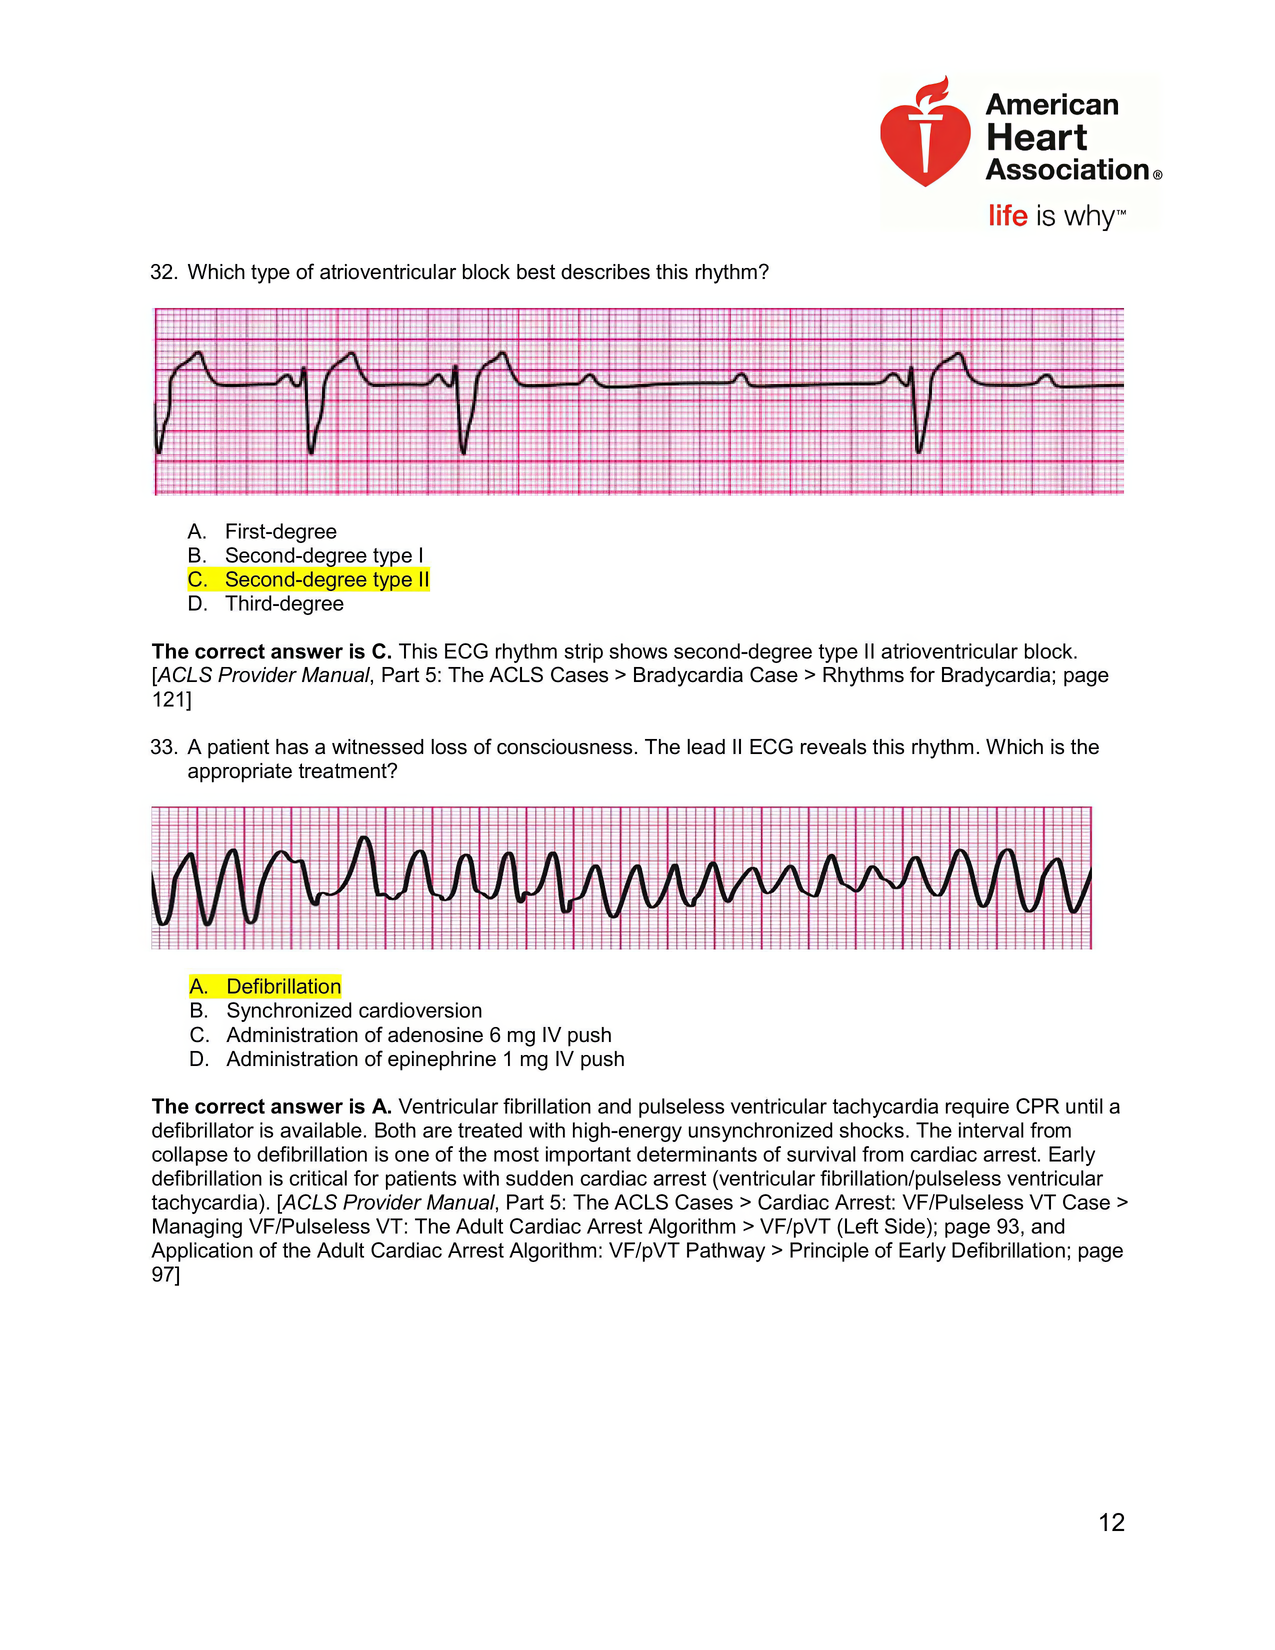 American
Heart
Association®
life is why™
32. Which type of atrioventricular block best describes this rhythm?
A. First-degree
B. Second-degree type I
C. Second-degree type II
D. Third-degree
The correct answer is C. This ECG rhythm strip shows second-degree type II atrioventricular block.
[ACLS Provider Manual, Part 5: The ACLS Cases > Bradycardia Case > Rhythms for Bradycardia; page
121]
33. A patient has a witnessed loss of consciousness. The lead II ECG reveals this rhythm. Which is the
appropriate treatment?
A. Defibrillation
B. Synchronized cardioversion
C. Administration of adenosine 6 mg IV push
D. Administration of epinephrine 1 mg IV push
The correct answer is A. Ventricular fibrillation and pulseless ventricular tachycardia require CPR until a
defibrillator is available. Both are treated with high-energy unsynchronized shocks. The interval from
collapse to defibrillation is one of the most important determinants of survival from cardiac arrest. Early
defibrillation is critical for patients with sudden cardiac arrest (ventricular fibrillation/pulseless ventricular
tachycardia). [ACLS Provider Manual, Part 5: The ACLS Cases > Cardiac Arrest: VF/Pulseless VT Case >
Managing VF/Pulseless VT: The Adult Cardiac Arrest Algorithm > VF/pVT (Left Side); page 93, and
Application of the Adult Cardiac Arrest Algorithm: VF/pVT Pathway > Principle of Early Defibrillation; page
97]
12